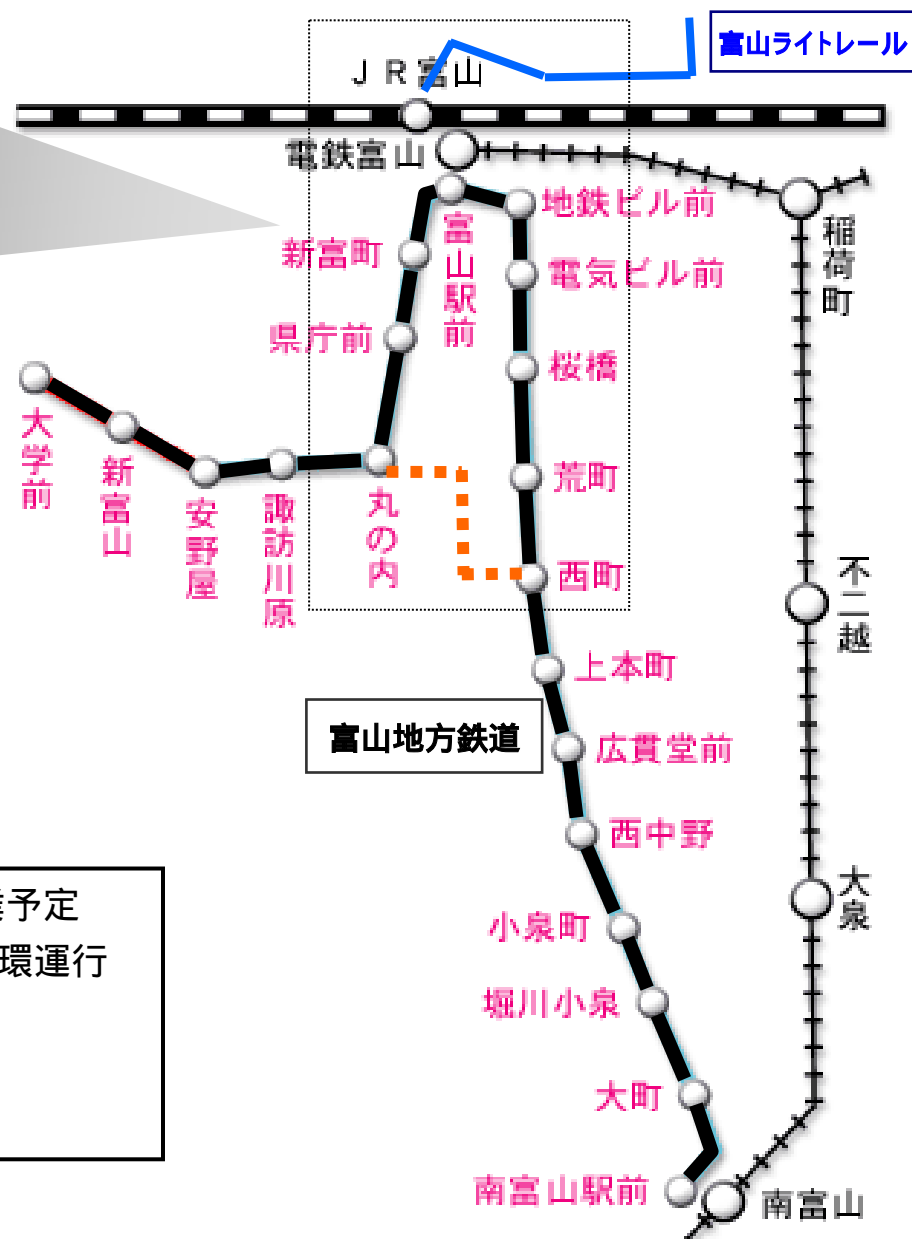 富山ライトレール
JR富山
電鉄富山
地鉄ビル前
富山駅前
稲荷町
新富町
電気ビル前
県庁前
桜橋
大学前
新富山
安野屋
諏訪川原
丸の内
荒町
西町
不二越
上本町
富山地方鉄道
広貫堂前
西中野
大泉
予定
環運行
小泉町
堀川小泉
大町
南富山駅前
南富山